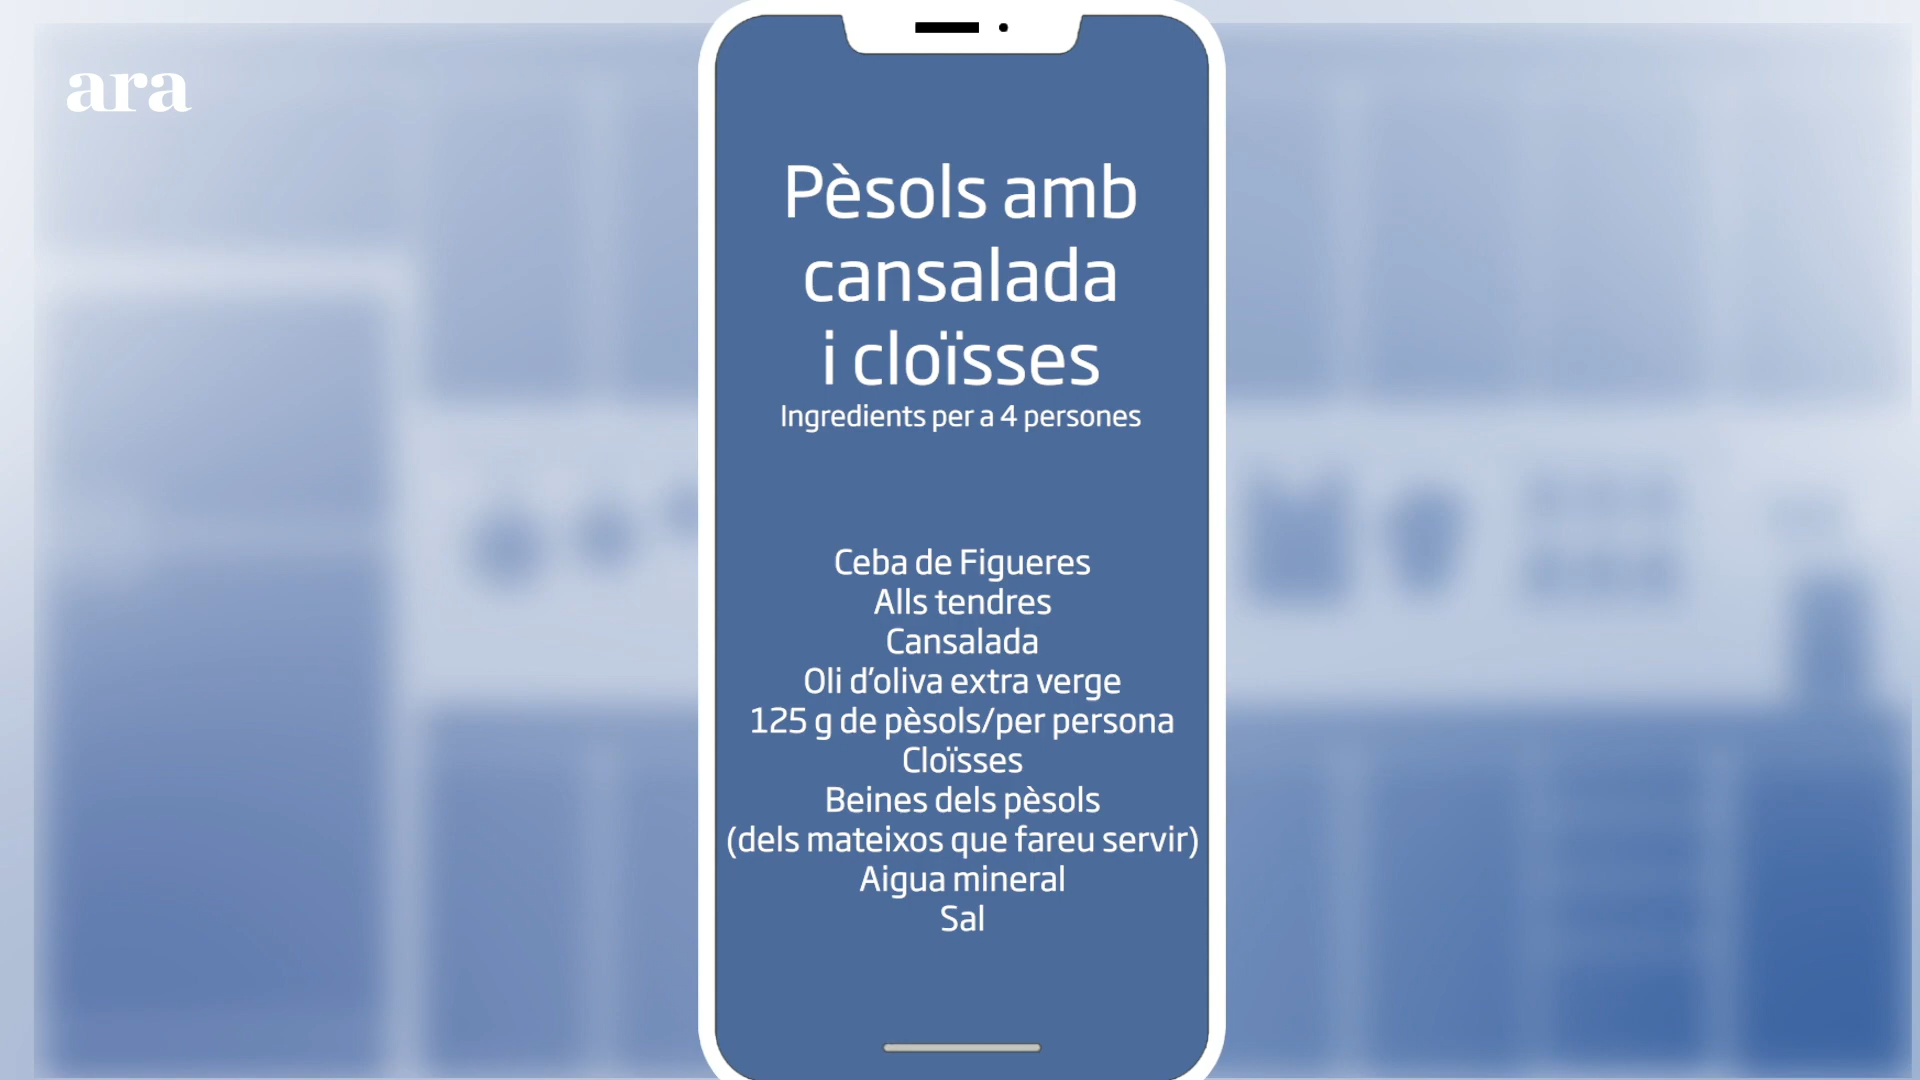 ara
Pèsols amb
cansalada
i cloïsses
Ingredients per a 4 persones
Ceba de Figueres
Alls tendres
Cansalada
Oli d’oliva extra verge
125 g de pèsols/per persona
Cloïsses
Beines dels pèsols
(dels mateixos que fareu servir)
Aigua mineral
Sal